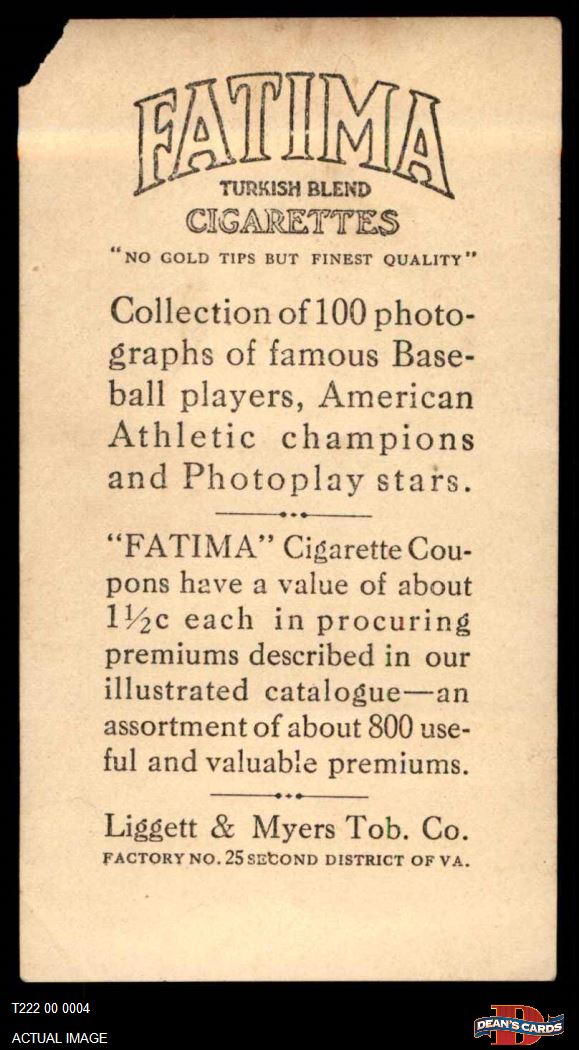 FATIMA
TURKISH BLEND
CIGARETTES
"NO GOLD TIPS BUT FINEST QUALITY"
Collection of 100 photo-
graphs of famous Base-
ball players, American
Athletic champions
and Photoplay stars.
"FATIMA" Cigarette Cou-
pons have a value of about
1½c each in procuring
premiums described in our
illustrated catalogue—an
assortment of about 800 use-
ful and valuable premiums.
Liggett & Myers Tob. Co.
FACTORY NO. 25 SECOND DISTRICT OF VA.
T222 00 0004
ACTUAL IMAGE
D
DEAN'S CARDS